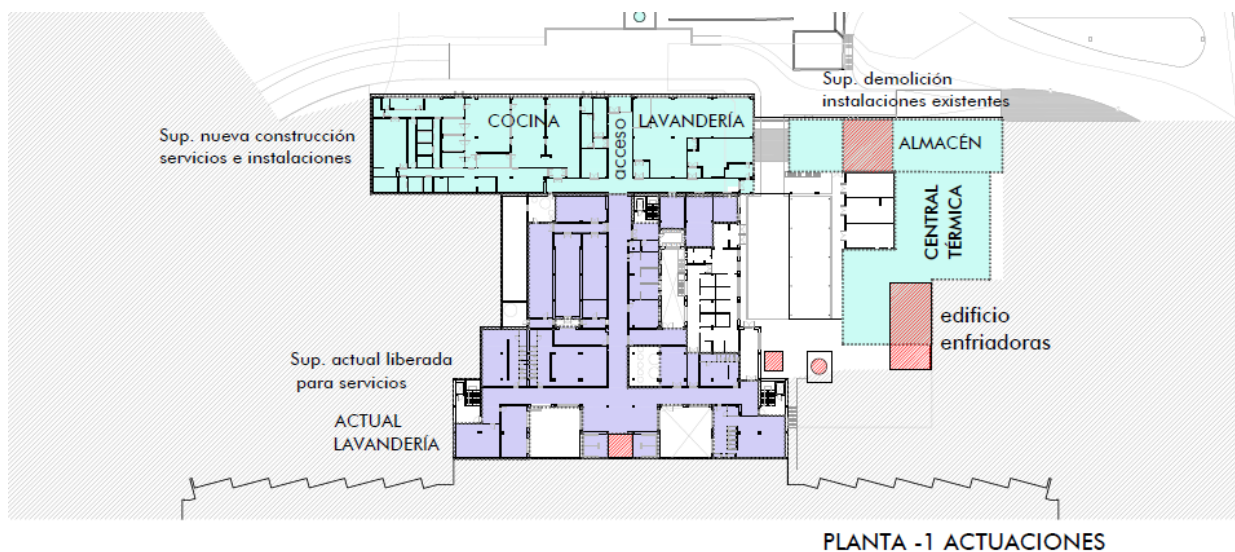 Sup. demolición
instalaciones existentes
Sup. nueva construcción
servicios e instalaciones
COCINA
acceso
LAVANDERÍA
ALMACÉN
CENTRAL
TÉRMICA
edificio
enfriadoras
Sup. actual liberada
para servicios
ACTUAL
LAVANDERÍA
PLANTA -1 ACTUACIONES